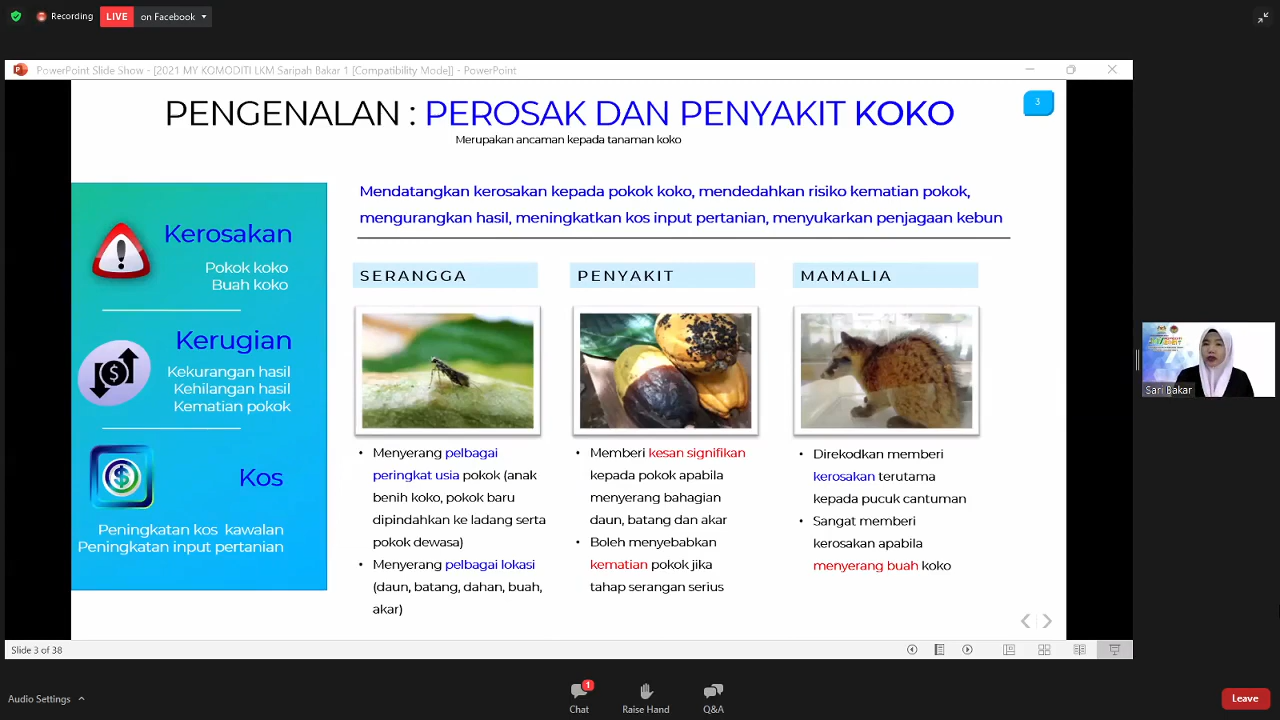 Recording
LIVE
on Facebook
PowerPoint Slide Show - [2021 MY KOMODITI LKM Saripah Bakar 1 [Compatibility Mode]] - PowerPoint
PENGENALAN : PEROSAK DAN PENYAKIT KOKO
3
Merupakan ancaman kepada tanaman koko
Kerosakan
Pokok koko
Buah koko
Kerugian
Kekurangan hasil
Kehilangan hasil
Kematian pokok
Kos
Peningkatan kos kawalan
Peningkatan input pertanian
Mendatangkan kerosakan kepada pokok koko, mendedahkan risiko kematian pokok,
mengurangkan hasil, meningkatkan kos input pertanian, menyukarkan penjagaan kebun
SERANGGA
• Menyerang pelbagai
peringkat usia pokok (anak
benih koko, pokok baru
dipindahkan ke ladang serta
pokok dewasa)
• Menyerang pelbagai lokasi
(daun, batang, dahan, buah,
akar)
PENYAKIT
• Memberi kesan signifikan
kepada pokok apabila
menyerang bahagian
daun, batang dan akar
• Boleh menyebabkan
kematian pokok jika
tahap serangan serius
MAMALIA
• Direkodkan memberi
kerosakan terutama
kepada pucuk cantuman
• Sangat memberi
kerosakan apabila
menyerang buah koko
Sari Bakar
Slide 3 of 38
Audio Settings
1
Chat
Raise Hand
Q&A
Leave